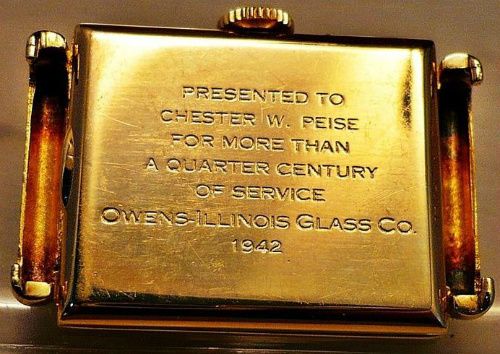 PRESENTED TO
CHESTER W. PEISE
FOR MORE THAN
A QUARTER CENTURY
OF SERVICE
OWENS-ILLINOIS GLASS CO.
1942